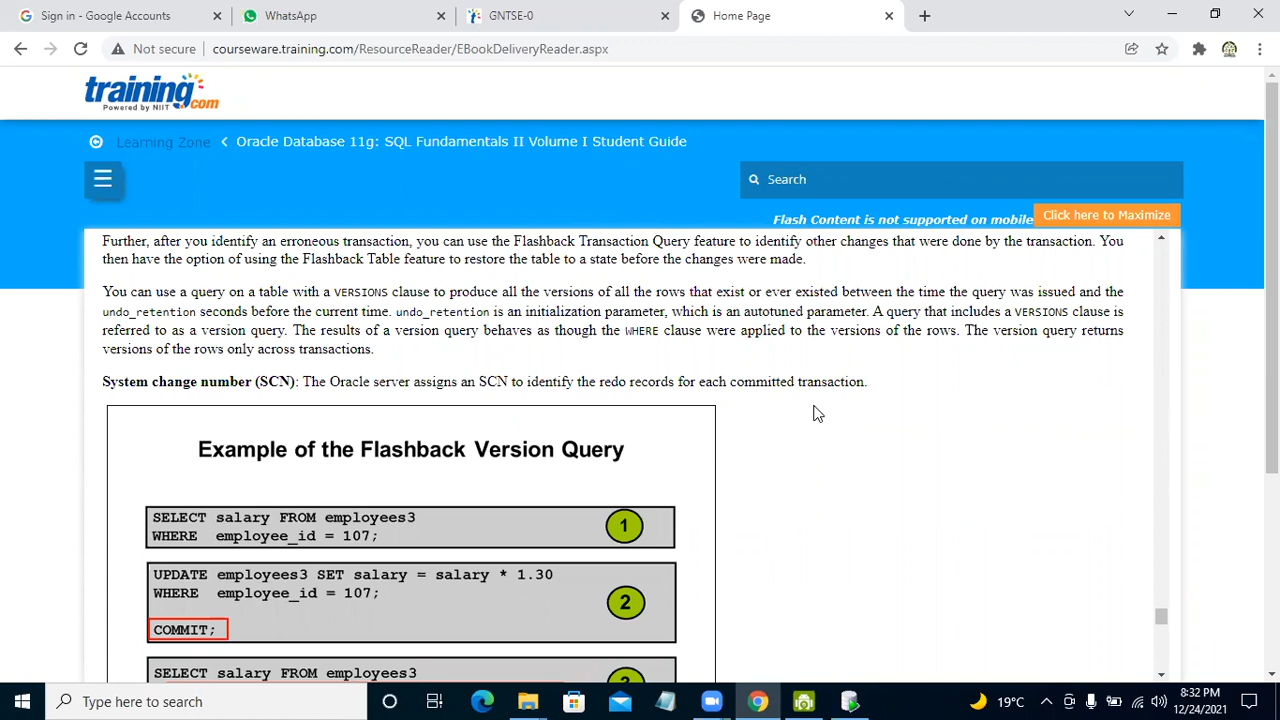 Sign in - Google Accounts
WhatsApp
GNTSE-0
Home Page
Not secure
courseware.training.com/ResourceReader/EBookDeliveryReader.aspx
training.com
Powered by NIIT
Learning Zone
Oracle Database 11g: SQL Fundamentals II Volume I Student Guide
Search
Flash Content is not supported on mobile
Click here to Maximize
Further, after you identify an erroneous transaction, you can use the Flashback Transaction Query feature to identify other changes that were done by the transaction. You
then have the option of using the Flashback Table feature to restore the table to a state before the changes were made.
You can use a query on a table with a VERSIONS clause to produce all the versions of all the rows that exist or ever existed between the time the query was issued and the
undo_retention seconds before the current time. undo_retention is an initialization parameter, which is an autotuned parameter. A query that includes a VERSIONS clause is
referred to as a version query. The results of a version query behaves as though the WHERE clause were applied to the versions of the rows. The version query returns
versions of the rows only across transactions.
System change number (SCN): The Oracle server assigns an SCN to identify the redo records for each committed transaction.
Example of the Flashback Version Query
SELECT salary FROM employees3
WHERE employee_id = 107;
1
UPDATE employees3 SET salary = salary * 1.30
WHERE employee_id = 107;
2
COMMIT;
SELECT salary FROM employees3
Type here to search
19°C
8:32 PM
12/24/2021